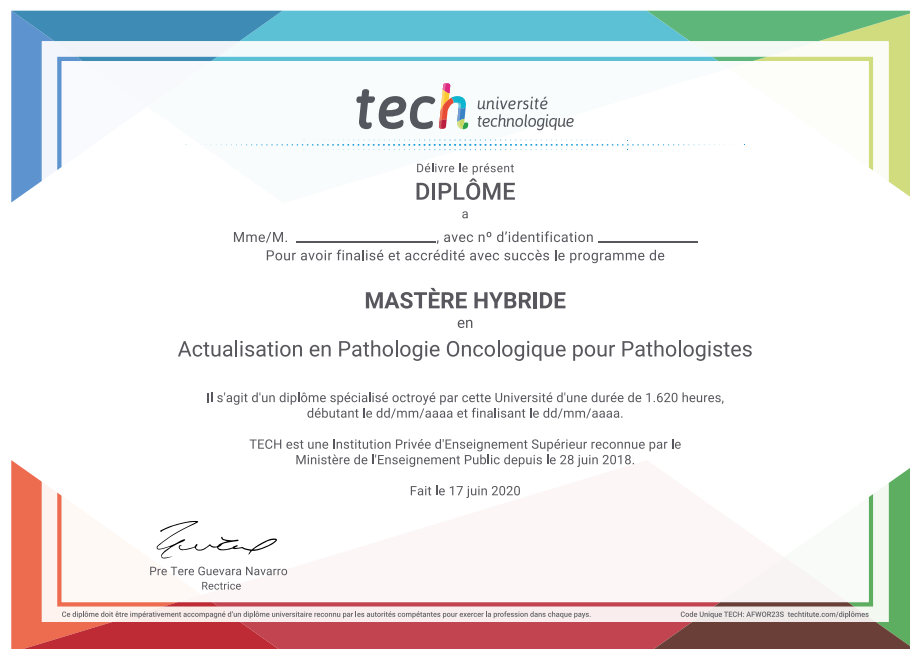 tech université
technologique
Délivre le présent
DIPLÔME
a
Mme/M. ____________, avec nº d'identification ____________
Pour avoir finalisé et accrédité avec succès le programme de
MASTÈRE HYBRIDE
en
Actualisation en Pathologie Oncologique pour Pathologistes
Il s'agit d'un diplôme spécialisé octroyé par cette Université d'une durée de 1.620 heures,
débutant le dd/mm/aaaa et finalisant le dd/mm/aaaa.
TECH est une Institution Privée d'Enseignement Supérieur reconnue par le
Ministère de l'Enseignement Public depuis le 28 juin 2018.
Fait le 17 juin 2020
Pre Tere Guevara Navarro
Rectrice
Ce diplôme doit être impérativement accompagné d'un diplôme universitaire reconnu par les autorités compétentes pour exercer la profession dans chaque pays.
Code Unique TECH: AFWOR23S techtitute.com/diplômes